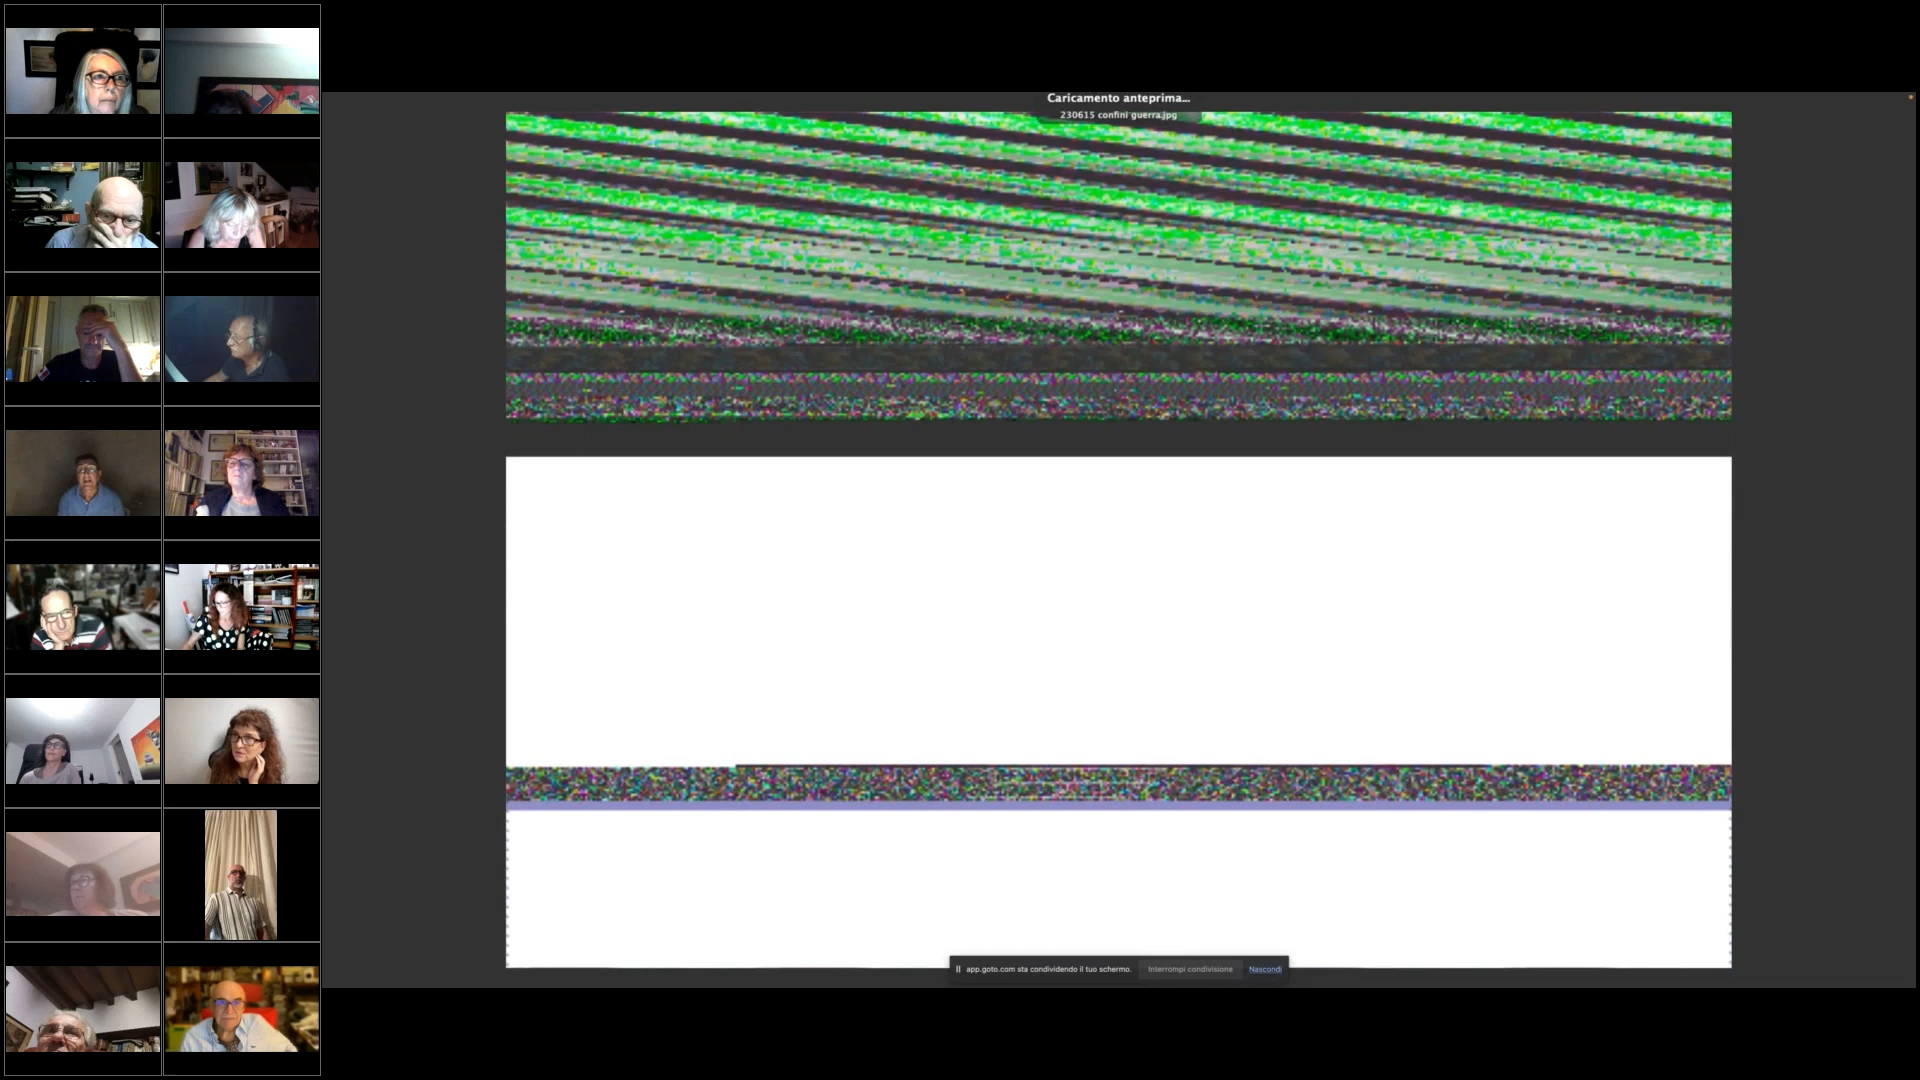 Caricamento anteprima...
230615 confini guerra.jpg
app.goto.com sta condividendo il tuo schermo. Interrompi condivisione Nascondi